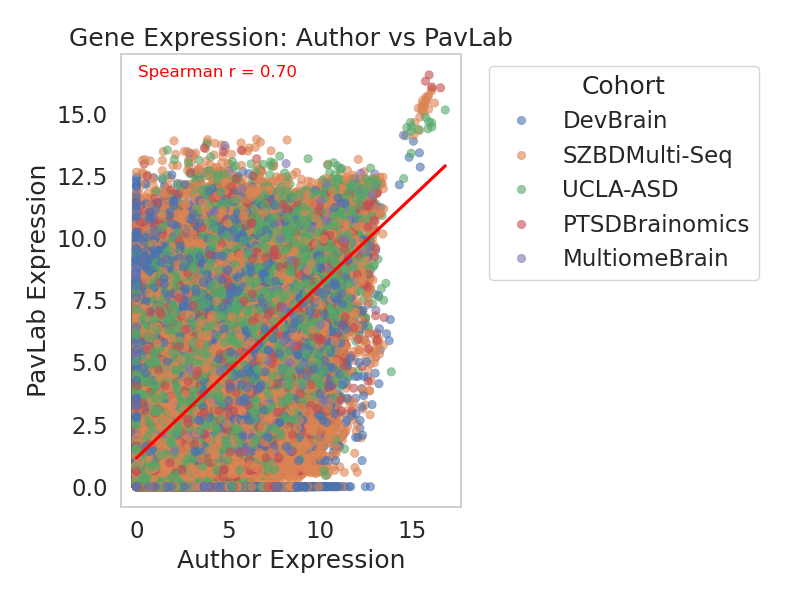 Gene Expression: Author vs PavLab
Spearman r = 0.70
PavLab Expression
15.0
12.5
10.0
7.5
5.0
2.5
0.0
0 5 10 15
Author Expression
Cohort
DevBrain
SZBDMulti-Seq
UCLA-ASD
PTSDBrainomics
MultiomeBrain